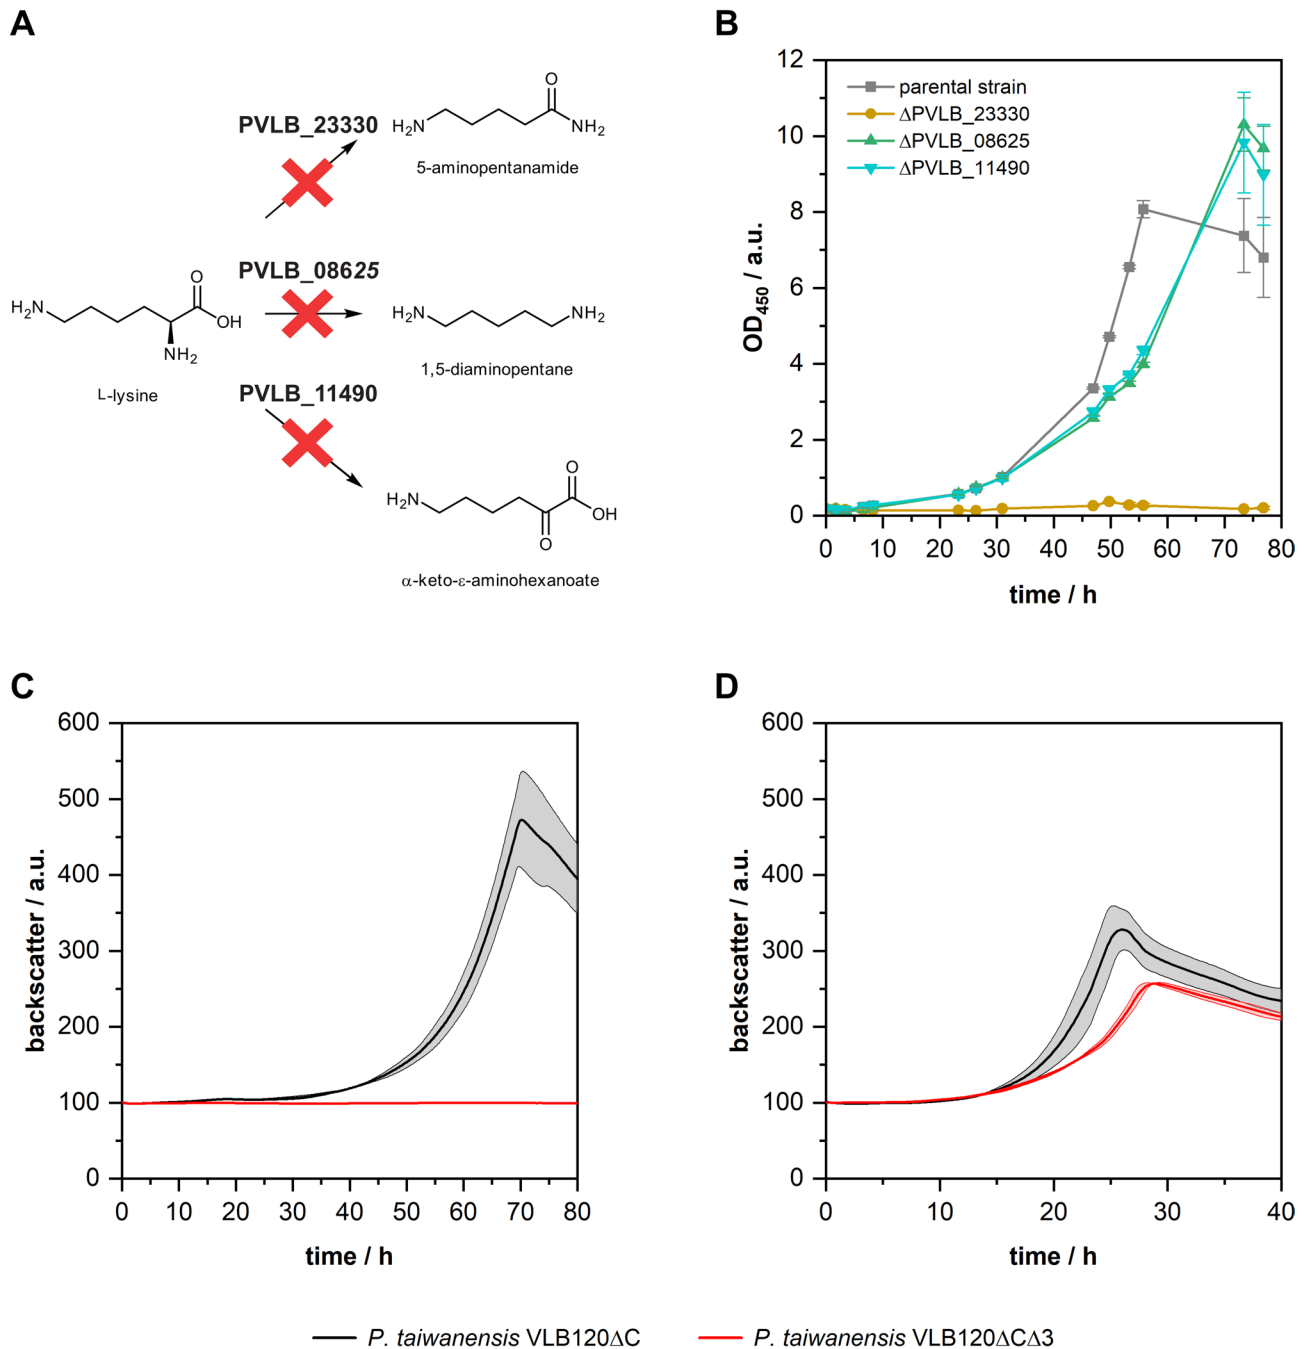 A
PVLB_23330
O
H₂N
NH₂
5-aminopentanamide
PVLB_08625
H₂N
O
OH
NH₂
L-lysine
H₂N
NH₂
1,5-diaminopentane
PVLB_11490
H₂N
O
OH
O
α-keto-ε-aminohexanoate
B
12
10
8
6
4
2
0
OD₄₅₀ / a.u.
parental strain
ΔPVLB_23330
ΔPVLB_08625
ΔPVLB_11490
0 10 20 30 40 50 60 70 80
time / h
C
600
500
400
300
200
100
0
backscatter / a.u.
0 10 20 30 40 50 60 70 80
time / h
D
600
500
400
300
200
100
0
backscatter / a.u.
0 10 20 30 40
time / h
P. taiwanensis VLB120ΔC
P. taiwanensis VLB120ΔCΔ3